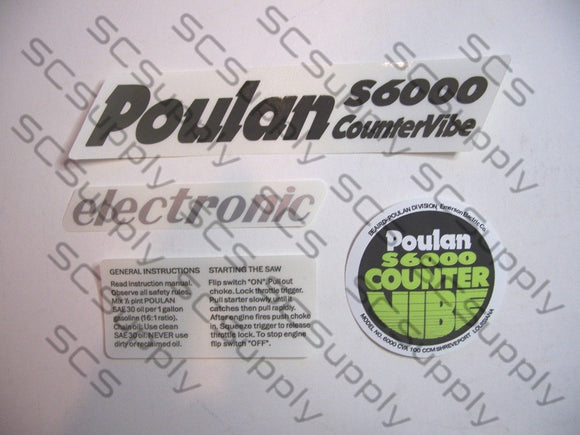 Poulan S6000
CounterVibe
electronic
GENERAL INSTRUCTIONS
Read instruction manual.
Observe all safety rules.
Mix ½ pint POULAN
SAE 30 oil per 1 gallon
gasoline (16:1 ratio).
Chain oil: Use clean
SAE 30 oil. NEVER use
dirty or reclaimed oil.
STARTING THE SAW
Flip switch "ON". Pull out
choke. Lock throttle trigger.
Pull starter slowly until it
catches then pull rapidly.
After engine fires push choke
in. Squeeze trigger to release
throttle lock. To stop engine
flip switch "OFF".
BEAIRD-POULAN DIVISION, Emerson Electric Co.
Poulan
S6000
COUNTER
VIBE
MODEL NO. 6000 CVA 100 CCM SHREVEPORT LOUISIANA
SCSupply